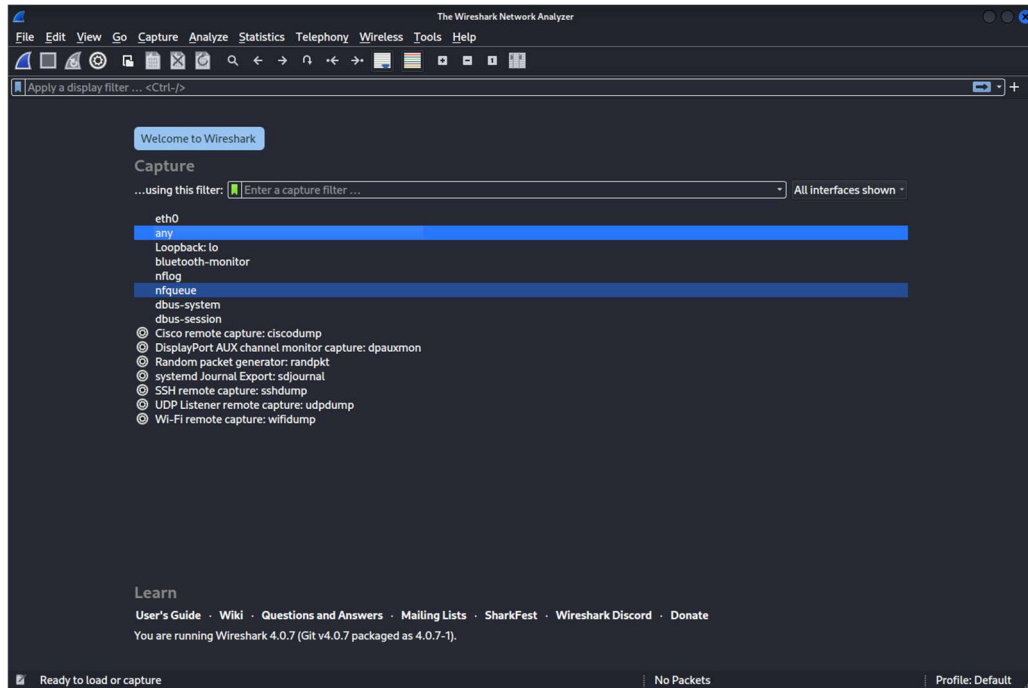 The Wireshark Network Analyzer
File Edit View Go Capture Analyze Statistics Telephony Wireless Tools Help
Apply a display filter ... <Ctrl-/>
Welcome to Wireshark
Capture
...using this filter: Enter a capture filter ... All interfaces shown
eth0
any
Loopback: lo
bluetooth-monitor
nflog
nfqueue
dbus-system
dbus-session
Cisco remote capture: ciscodump
DisplayPort AUX channel monitor capture: dpauxmon
Random packet generator: randpkt
systemd Journal Export: sdjournal
SSH remote capture: sshdump
UDP Listener remote capture: udpdump
Wi-Fi remote capture: wifidump
Learn
User's Guide · Wiki · Questions and Answers · Mailing Lists · SharkFest · Wireshark Discord · Donate
You are running Wireshark 4.0.7 (Git v4.0.7 packaged as 4.0.7-1).
Ready to load or capture No Packets Profile: Default